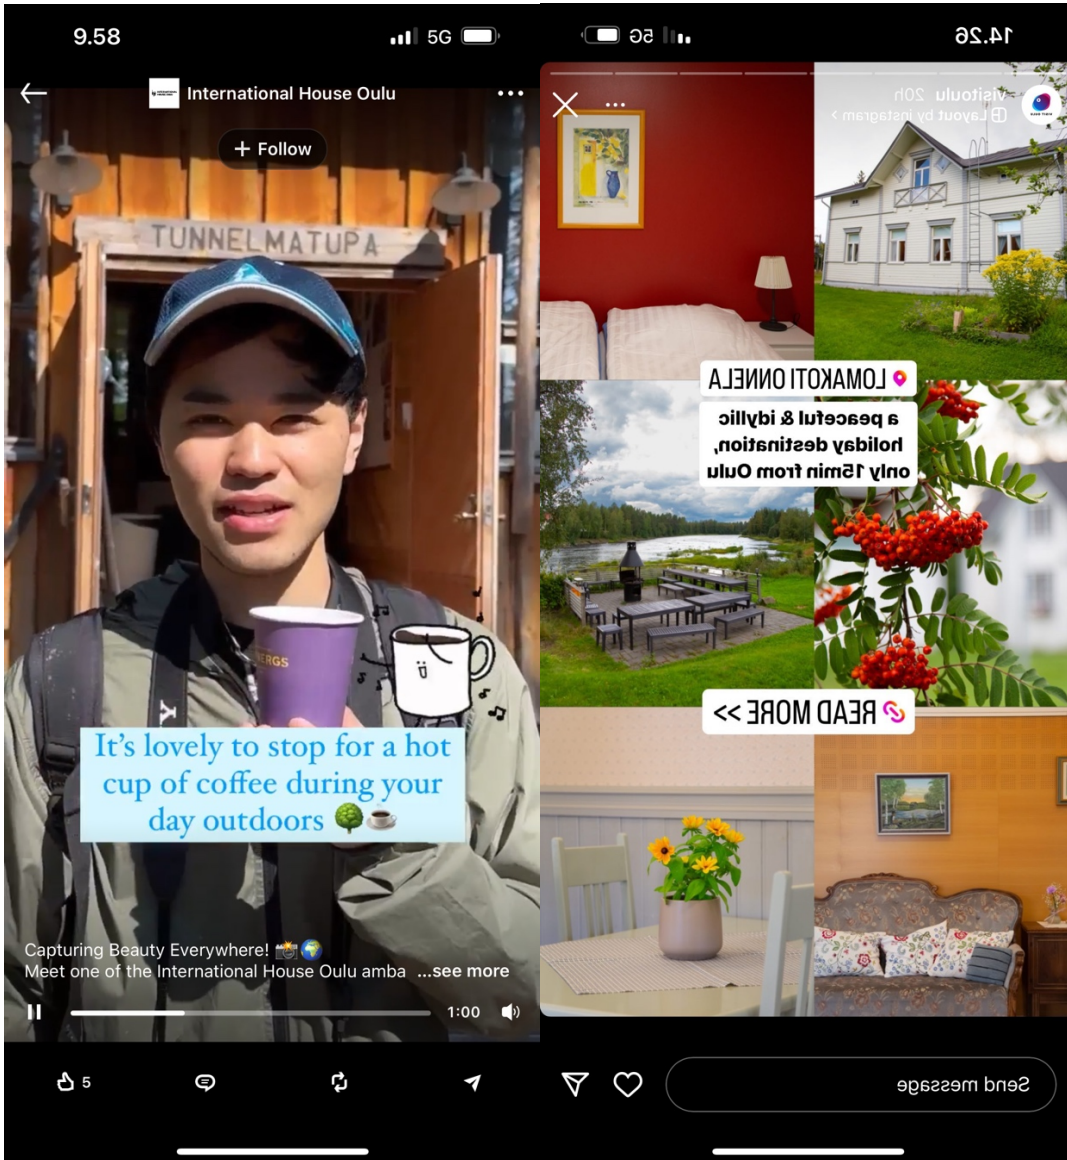 9.58
5G
International House Oulu
+ Follow
TUNNELMATUPA
ERGS
Y
It's lovely to stop for a hot
cup of coffee during your
day outdoors 🌳☕
Capturing Beauty Everywhere! 📸🌍
Meet one of the International House Oulu amba ...see more
1:00
5
14.26
5G
visitoulu 20h
Layout by Instagram >
LOMAKOTI ONNELA
a peaceful & idyllic
holiday destination,
only 15min from Oulu
READ MORE >>
Send message